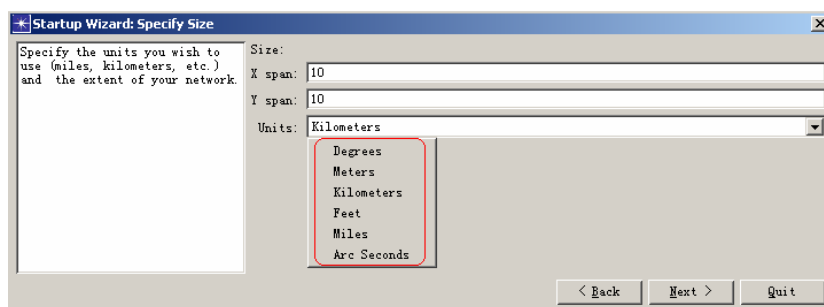 Startup Wizard: Specify Size
Specify the units you wish to
use (miles, kilometers, etc.)
and the extent of your network.
Size:
X span: 10
Y span: 10
Units: Kilometers
Degrees
Meters
Kilometers
Feet
Miles
Arc Seconds
< Back
Next >
Quit